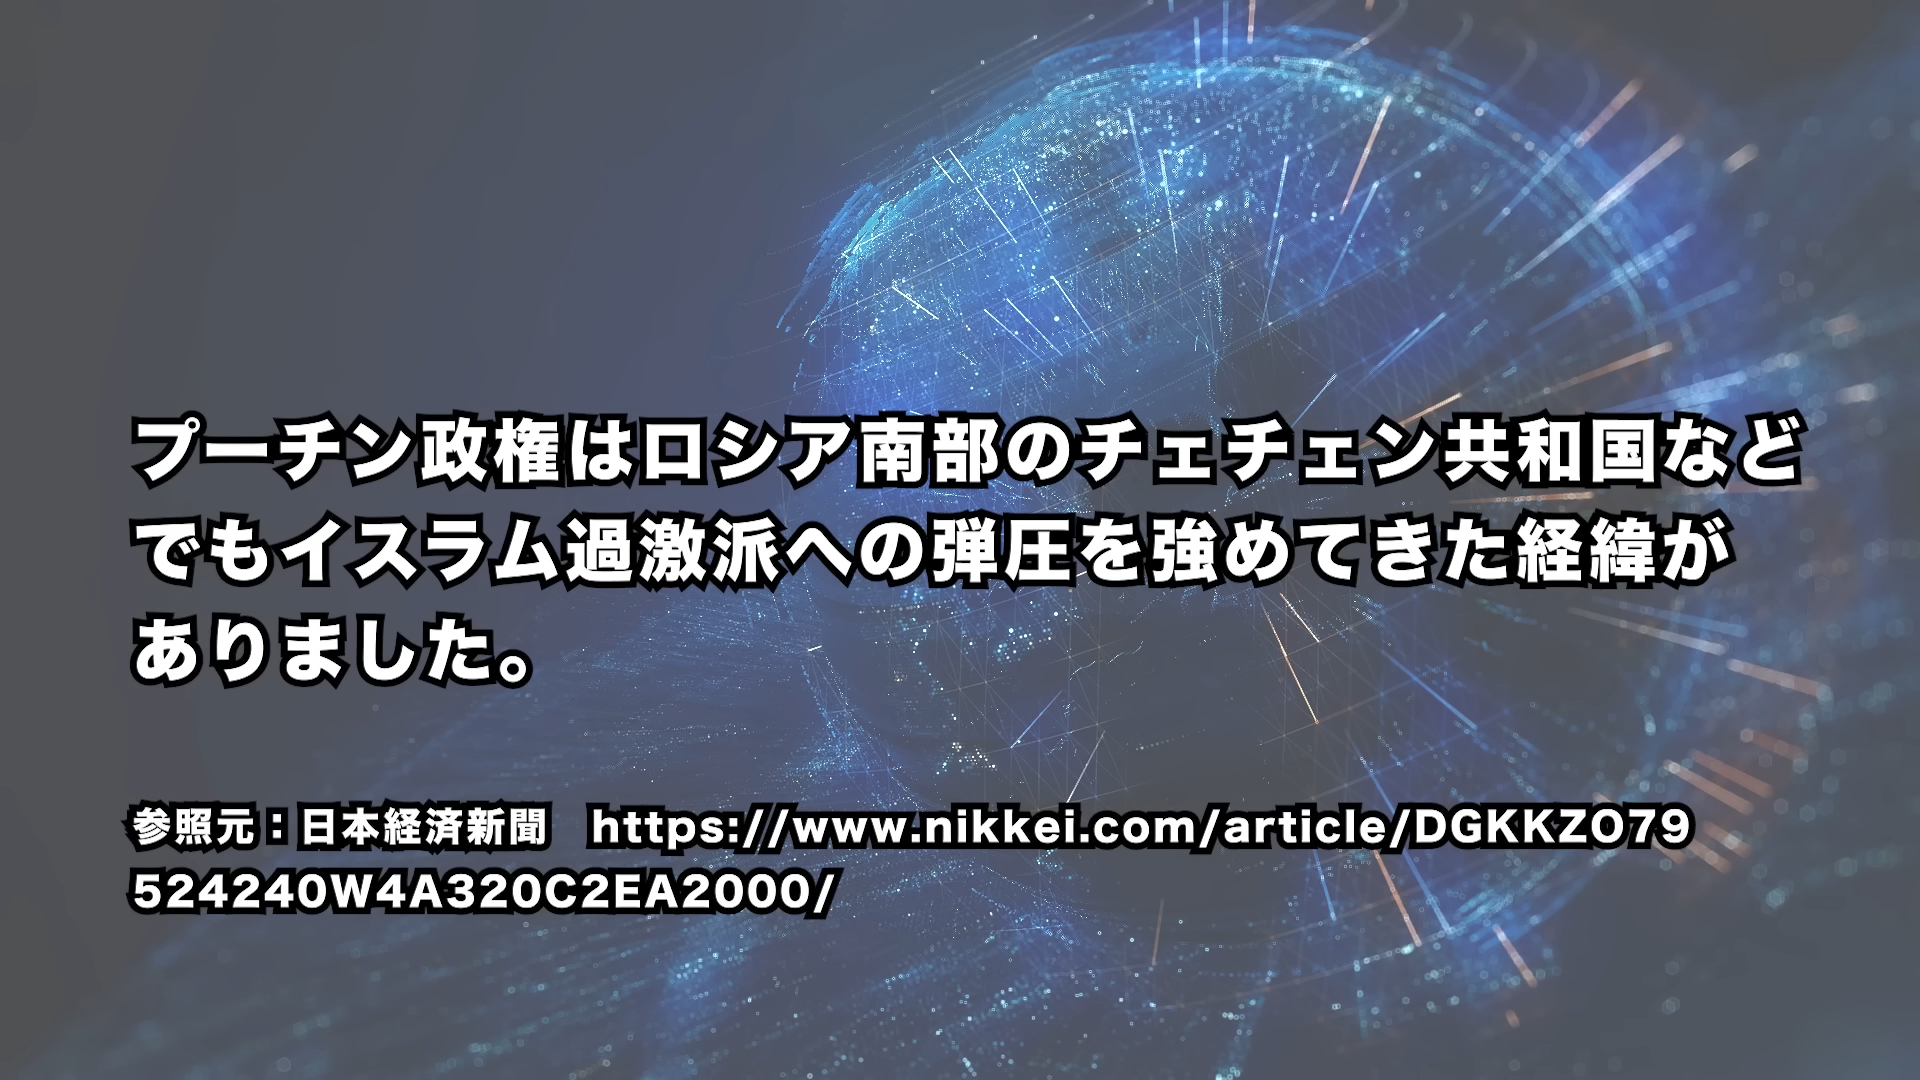 プーチン政権はロシア南部のチェチェン共和国など
でもイスラム過激派への弾圧を強めてきた経緯が
ありました。
参照元：日本経済新聞　https://www.nikkei.com/article/DGKKZO79
524240W4A320C2EA2000/